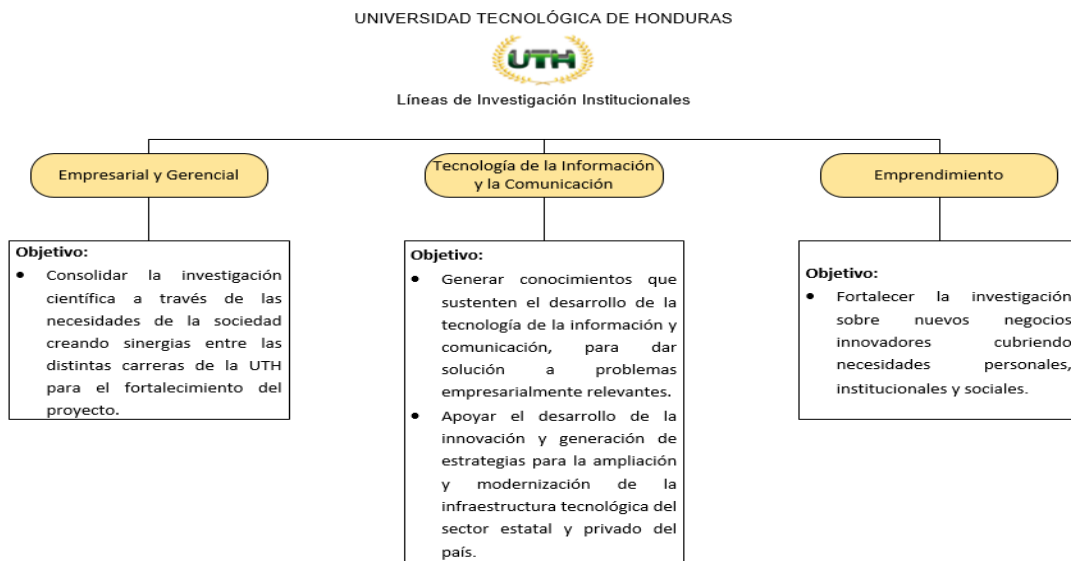 UNIVERSIDAD TECNOLÓGICA DE HONDURAS
UTH
Líneas de Investigación Institucionales
Empresarial y Gerencial
Objetivo:
• Consolidar la investigación
científica a través de las
necesidades de la sociedad
creando sinergias entre las
distintas carreras de la UTH
para el fortalecimiento del
proyecto.
Tecnología de la Información
y la Comunicación
Objetivo:
• Generar conocimientos que
sustenten el desarrollo de la
tecnología de la información y
comunicación, para dar
solución a problemas
empresarialmente relevantes.
• Apoyar el desarrollo de la
innovación y generación de
estrategias para la ampliación
y modernización de la
infraestructura tecnológica del
sector estatal y privado del
país.
Emprendimiento
Objetivo:
• Fortalecer la investigación
sobre nuevos negocios
innovadores cubriendo
necesidades personales,
institucionales y sociales.